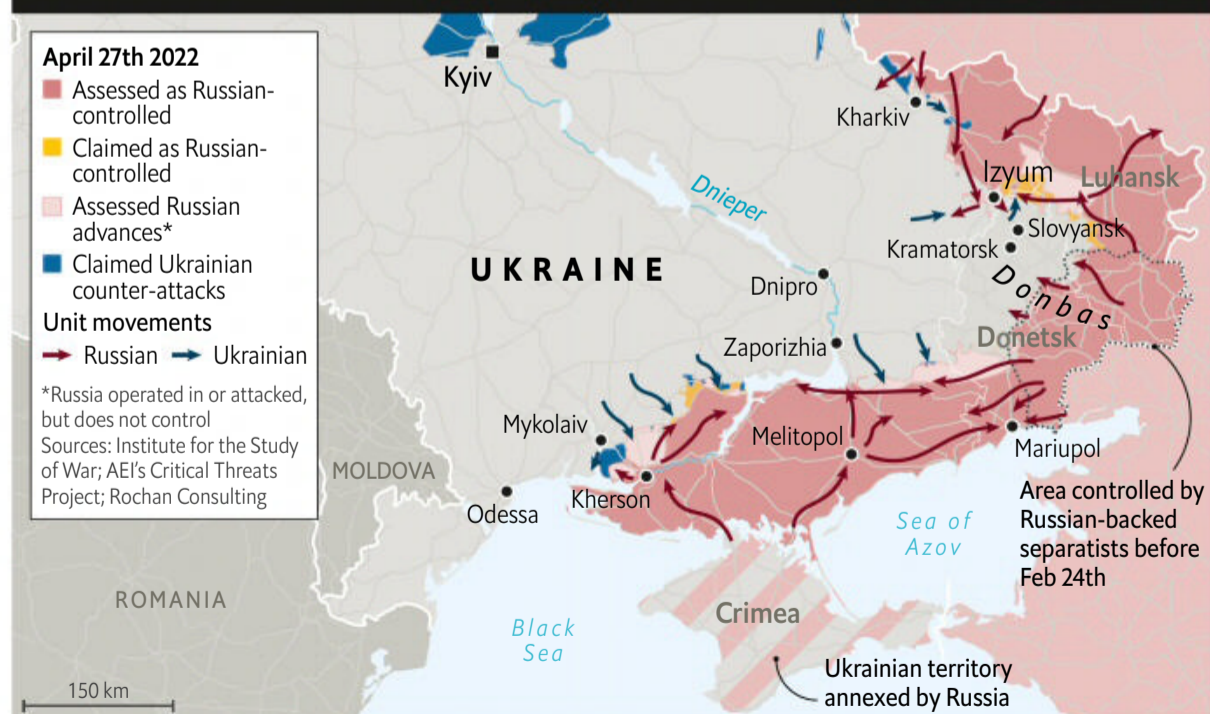 April 27th 2022
Assessed as Russian-
controlled
Claimed as Russian-
controlled
Assessed Russian
advances*
Claimed Ukrainian
counter-attacks
Unit movements
Russian
Ukrainian
*Russia operated in or attacked,
but does not control
Sources: Institute for the Study
of War; AEI's Critical Threats
Project; Rochan Consulting
Kyiv
Kharkiv
Dnieper
Izyum
Luhansk
Slovyansk
Kramatorsk
UKRAINE
Dnipro
Donbas
Zaporizhia
Donetsk
Mykolaiv
Melitopol
Mariupol
MOLDOVA
Kherson
Odessa
Area controlled by
Russian-backed
separatists before
Feb 24th
Sea of
Azov
ROMANIA
Crimea
Black
Sea
Ukrainian territory
annexed by Russia
150 km